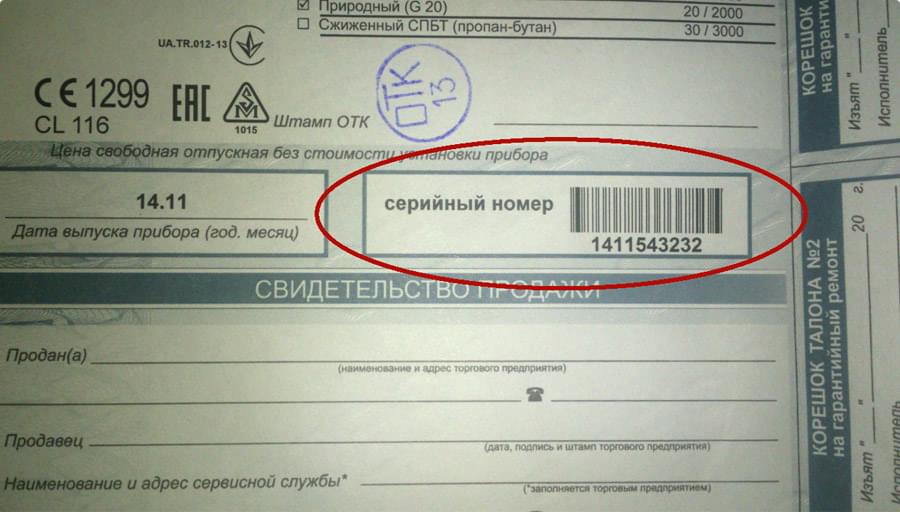 Природный (G 20) 20 / 2000
Сжиженный СПБТ (пропан-бутан) 30 / 3000
UA.TR.012-13
CE 1299
CL 116
EAC
1015
Штамп ОТК
ОТК
13
Цена свободная отпускная без стоимости установки прибора
14.11
Дата выпуска прибора (год. месяц)
серийный номер
1411543232
СВИДЕТЕЛЬСТВО ПРОДАЖИ
Продан(а)
(наименование и адрес торгового предприятия)
Продавец
(дата, подпись и штамп торгового предприятия)
Наименование и адрес сервисной службы*
(*заполняется торговым предприятием)
КОРЕШОК
на гарантий
Изъят "
Исполнитель
КОРЕШОК ТАЛОНА №2
на гарантийный ремонт
Изъят " " 20 г.
Исполнитель